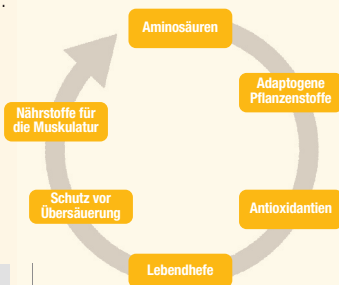 .
Aminosäuren
Adaptogene
Pflanzenstoffe
Antioxidantien
Lebendhefe
Schutz vor
Übersäuerung
Nährstoffe für
die Muskulatur